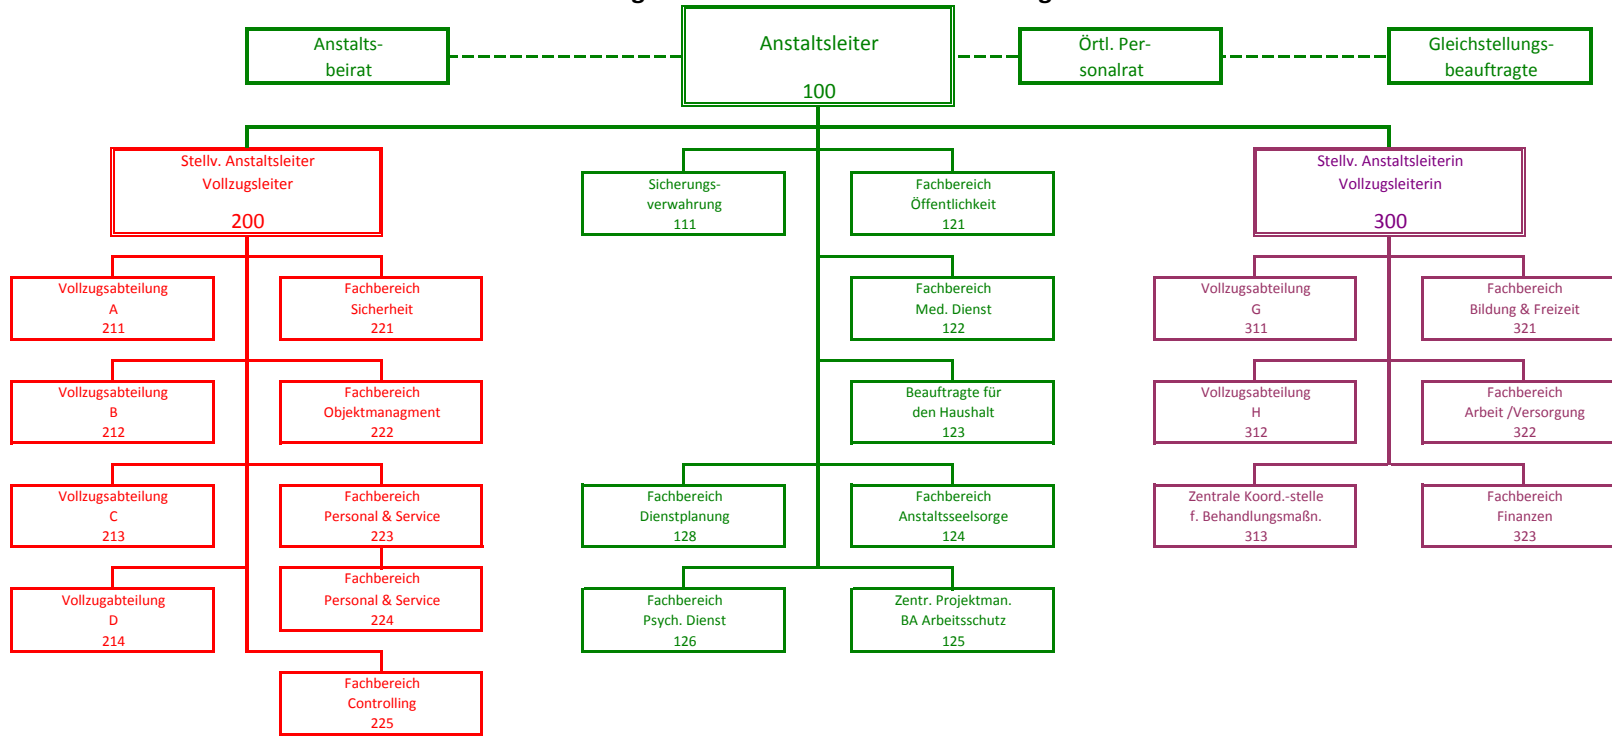 Anstalts-
beirat
Anstaltsleiter
100
Örtl. Per-
sonalrat
Gleichstellungs-
beauftragte
Stellv. Anstaltsleiter
Vollzugsleiter
200
Sicherungs-
verwahrung
111
Fachbereich
Öffentlichkeit
121
Stellv. Anstaltsleiterin
Vollzugsleiterin
300
Vollzugsabteilung
A
211
Fachbereich
Sicherheit
221
Fachbereich
Med. Dienst
122
Vollzugsabteilung
G
311
Fachbereich
Bildung & Freizeit
321
Vollzugsabteilung
B
212
Fachbereich
Objektmanagment
222
Beauftragte für
den Haushalt
123
Vollzugsabteilung
H
312
Fachbereich
Arbeit /Versorgung
322
Vollzugsabteilung
C
213
Fachbereich
Personal & Service
223
Fachbereich
Dienstplanung
128
Fachbereich
Anstaltsseelsorge
124
Zentrale Koord.-stelle
f. Behandlungsmaßn.
313
Fachbereich
Finanzen
323
Vollzugabteilung
D
214
Fachbereich
Personal & Service
224
Fachbereich
Psych. Dienst
126
Zentr. Projektman.
BA Arbeitsschutz
125
Fachbereich
Controlling
225